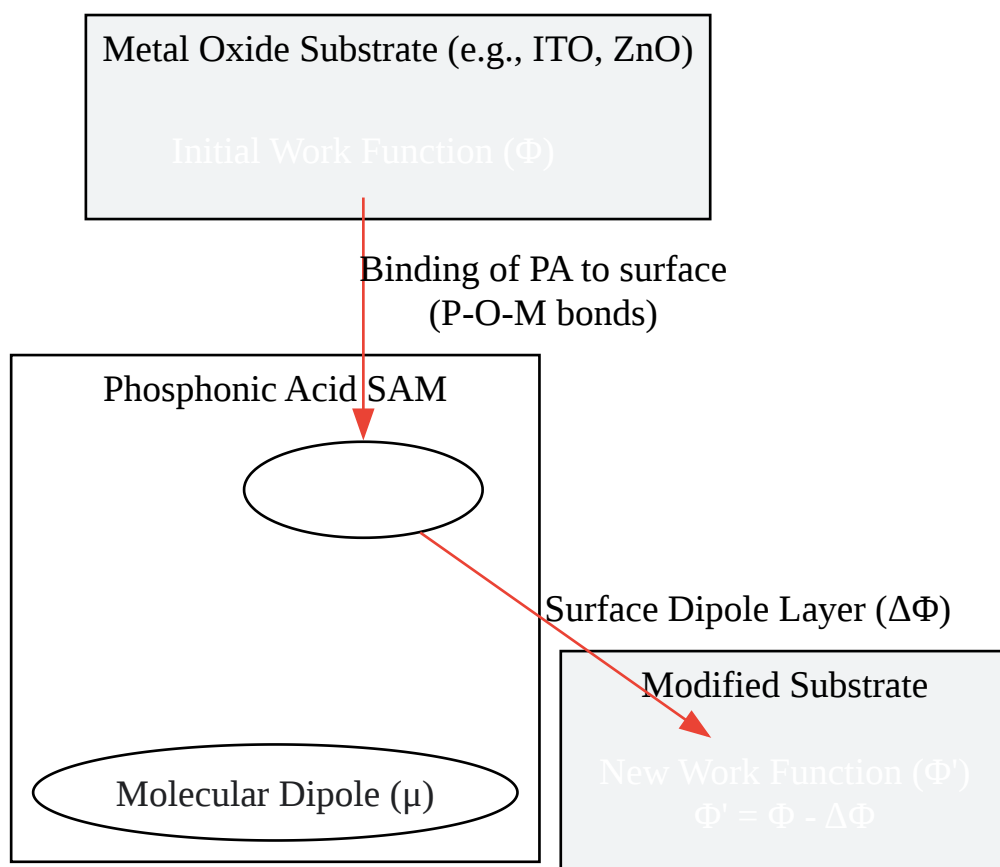 Metal Oxide Substrate (e.g., ITO, ZnO)
Initial Work Function (Φ)
Binding of PA to surface
(P-O-M bonds)
Phosphonic Acid SAM
Surface Dipole Layer (ΔΦ)
Modified Substrate
New Work Function (Φ')
Φ' = Φ - ΔΦ
Molecular Dipole (μ)